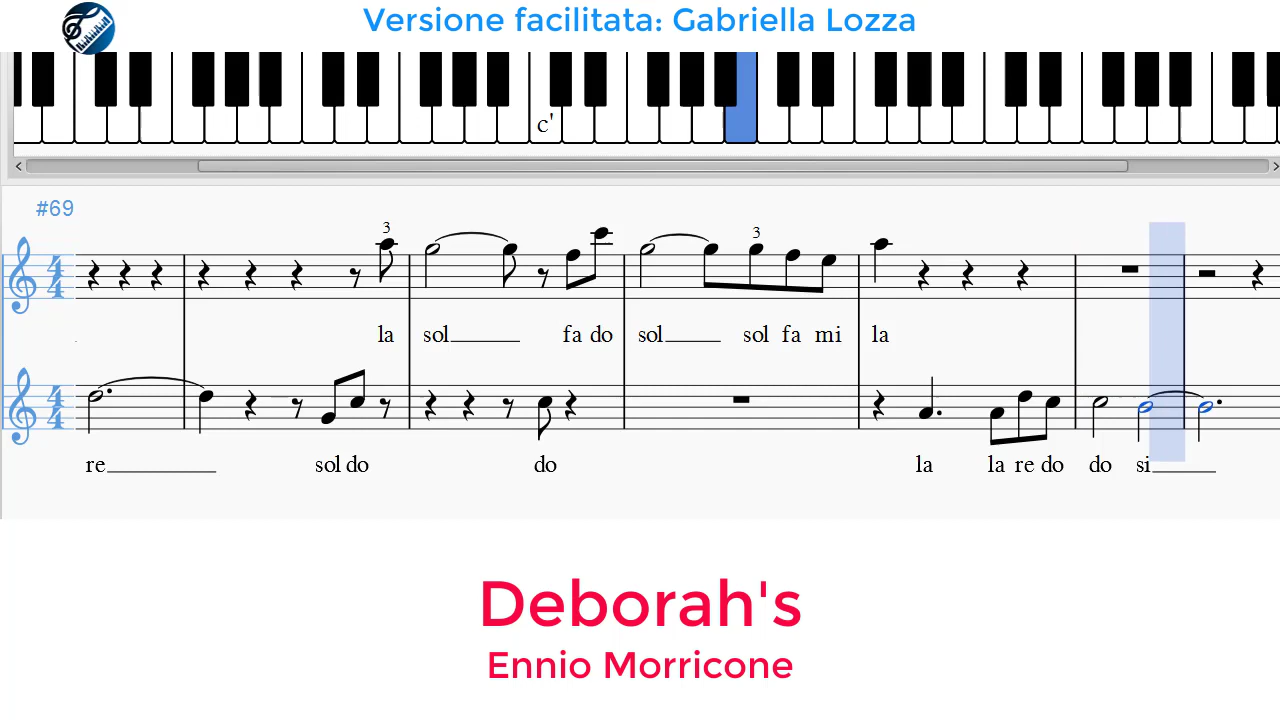 Versione facilitata: Gabriella Lozza
c'
#69
3
3
la sol fa do sol sol fa mi la
re sol do do la la re do do si
Deborah's
Ennio Morricone